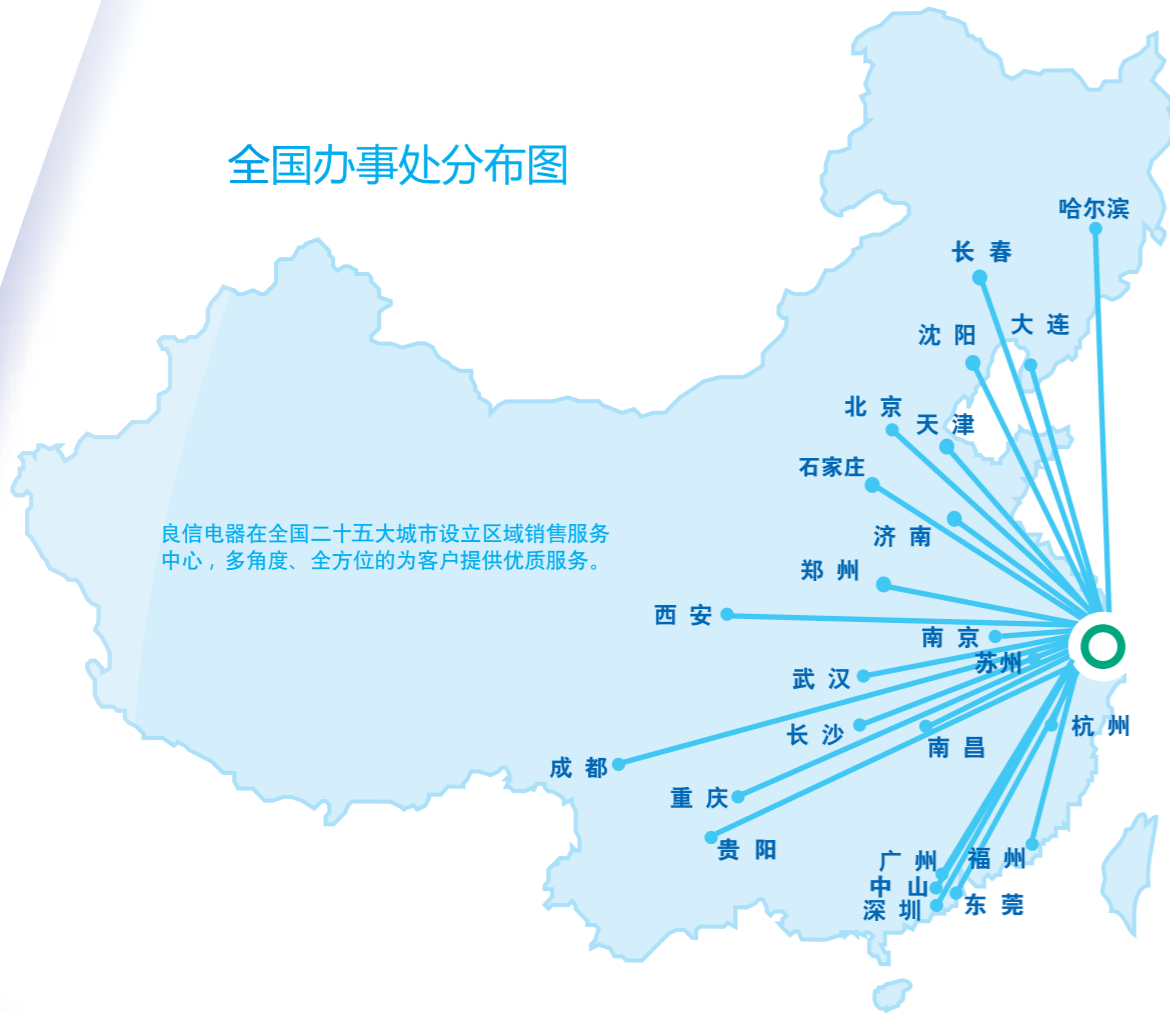 全国办事处分布图
哈尔滨
长 春
大 连
沈 阳
北 京
天 津
石家庄
良信电器在全国二十五大城市设立区域销售服务
中心，多角度、全方位的为客户提供优质服务。
济 南
郑 州
西 安
南 京
苏州
武 汉
杭 州
长 沙
南 昌
成 都
重 庆
贵 阳
广 州
福 州
中 山
深 圳
东 莞